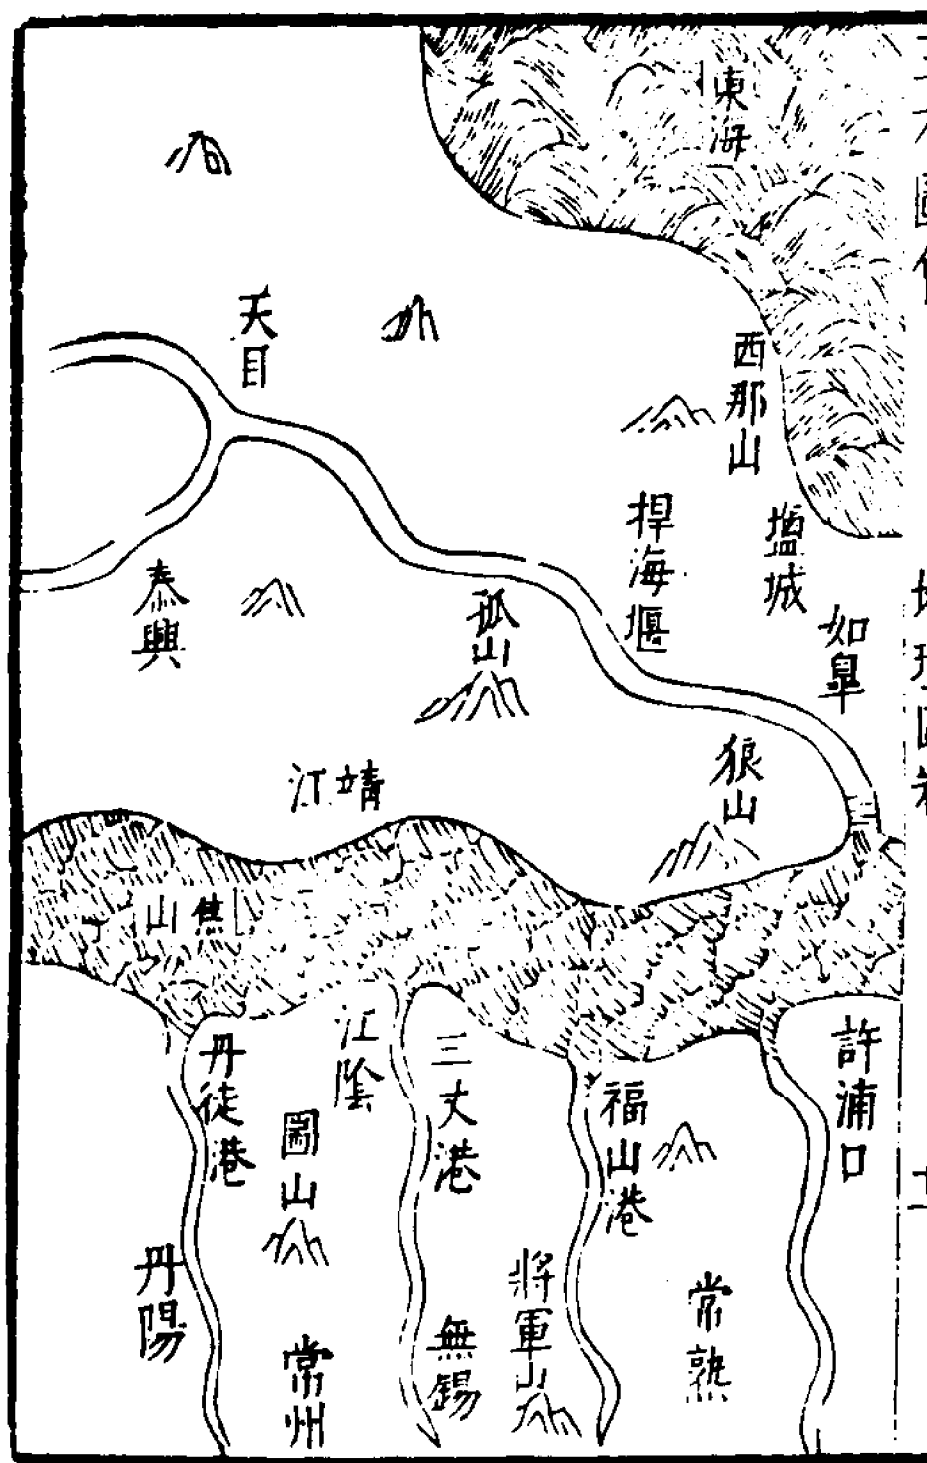 東海
西那山
天目
捍海堰
塩城
如皐
泰興
孤山
狼山
靖江
焦山
許浦口
福山港
三丈港
江陰
丹徒港
圌山
常熟
將軍山
無錫
常州
丹陽